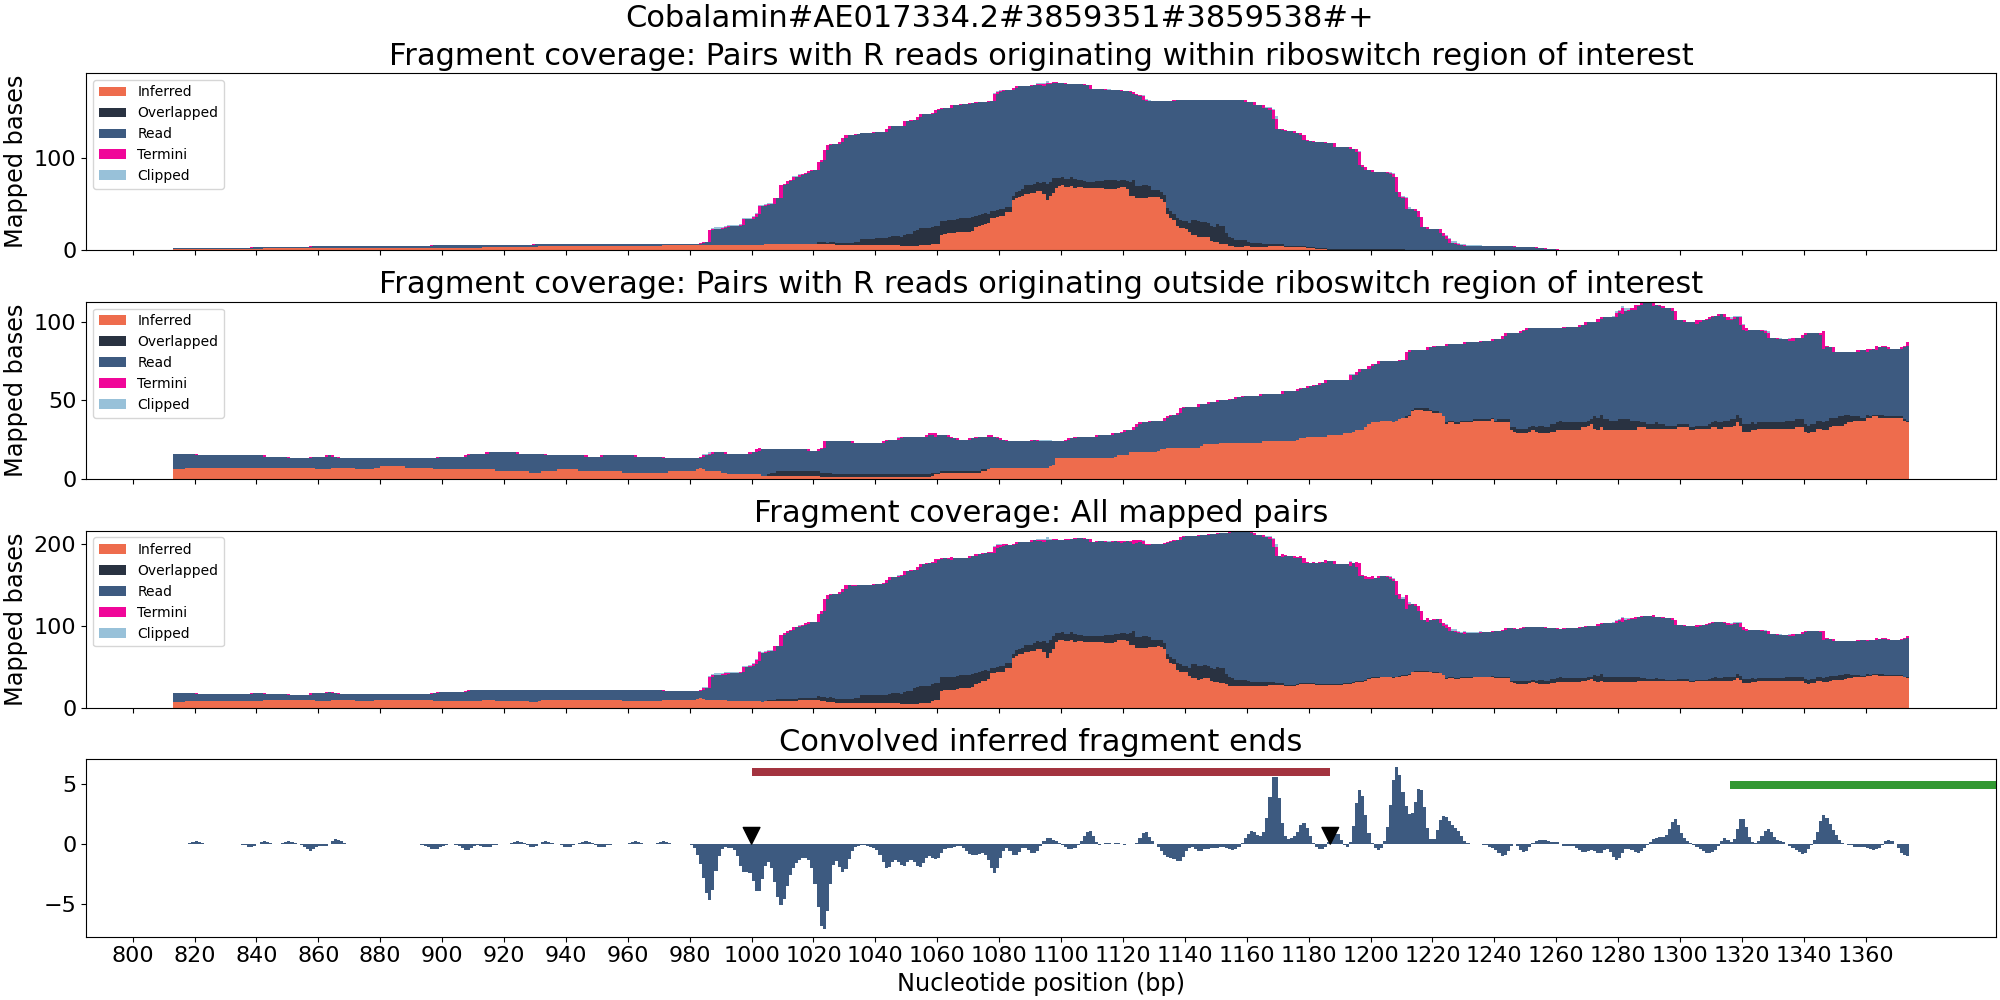 Cobalamin#AE017334.2#3859351#3859538#+
Fragment coverage: Pairs with R reads originating within riboswitch region of interest
Mapped bases
100
0
Inferred
Overlapped
Read
Termini
Clipped
Fragment coverage: Pairs with R reads originating outside riboswitch region of interest
Mapped bases
100
50
0
Inferred
Overlapped
Read
Termini
Clipped
Fragment coverage: All mapped pairs
Mapped bases
200
100
0
Inferred
Overlapped
Read
Termini
Clipped
Convolved inferred fragment ends
5
0
−5
800 820 840 860 880 900 920 940 960 980 1000 1020 1040 1060 1080 1100 1120 1140 1160 1180 1200 1220 1240 1260 1280 1300 1320 1340 1360
Nucleotide position (bp)